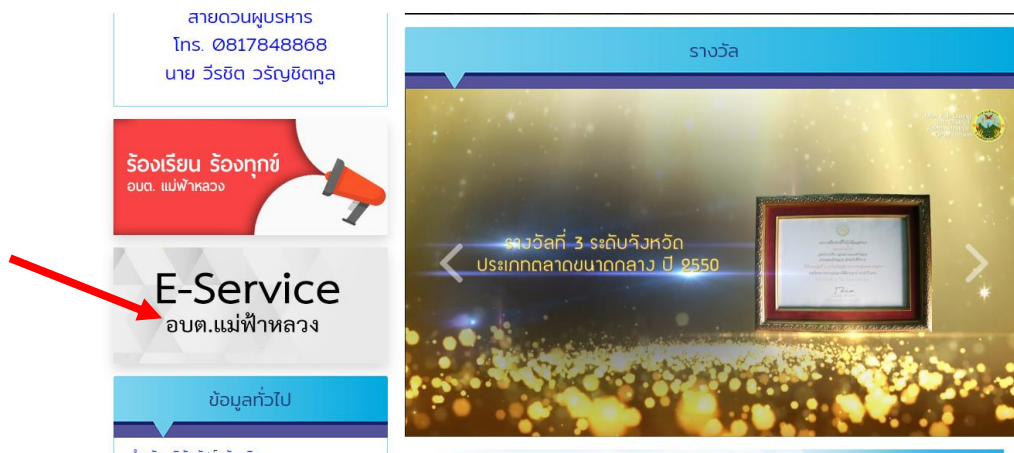 สายด่วนผู้บริหาร
โทร. 0817848868
นาย วีรชิต วรัญชิตกุล
ร้องเรียน ร้องทุกข์
อบต. แม่ฟ้าหลวง
E-Service
อบต.แม่ฟ้าหลวง
ข้อมูลทั่วไป
รางวัล
รางวัลที่ 3 ระดับจังหวัด
ประเภทตลาดขนาดกลาง ปี 2550